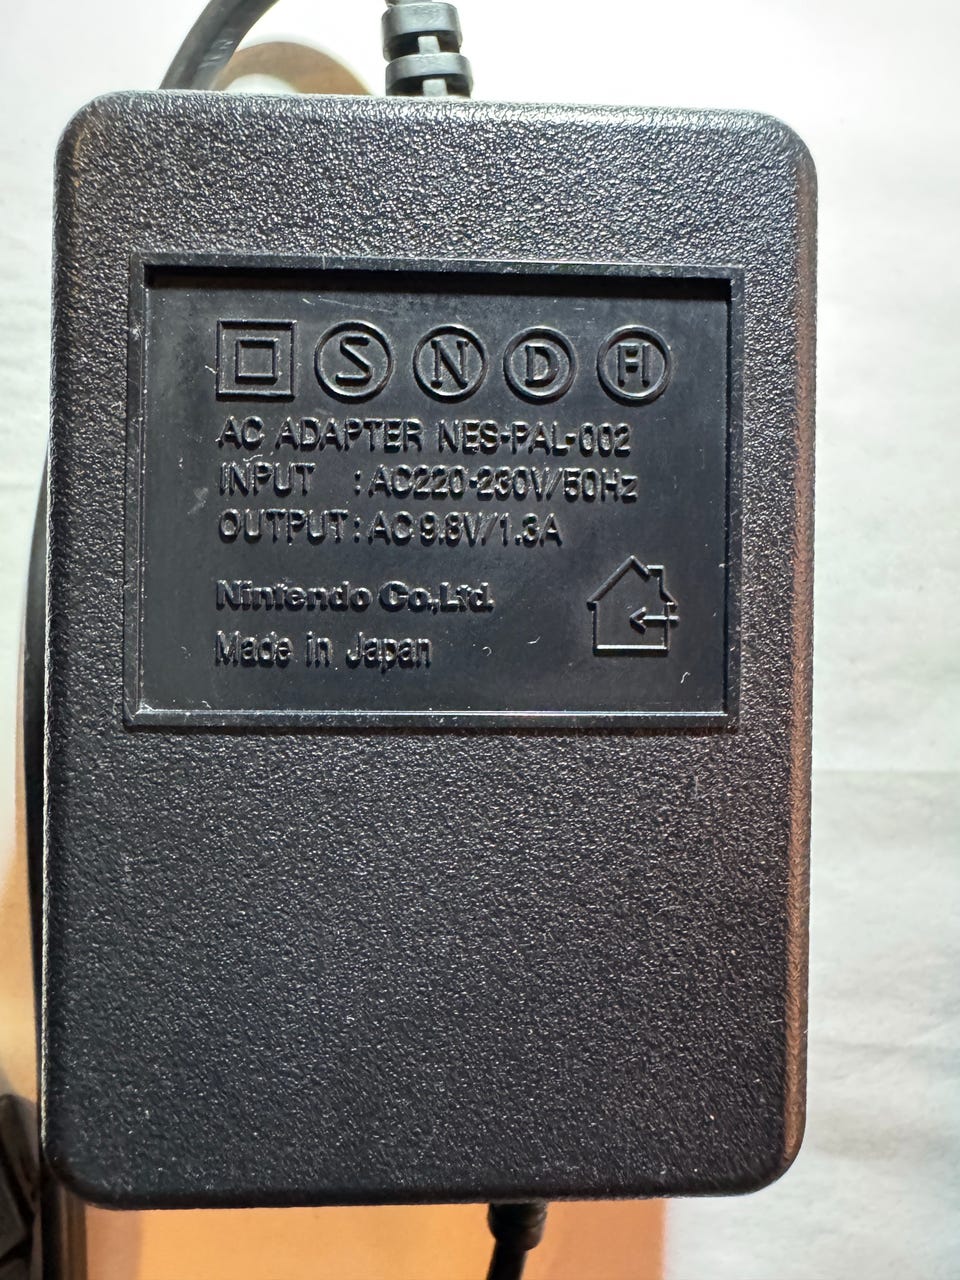 S N D H
AC ADAPTER NES-PAL-002
INPUT : AC220-230V/50Hz
OUTPUT : AC 9.8V/1.3A
Nintendo Co.,Ltd.
Made in Japan